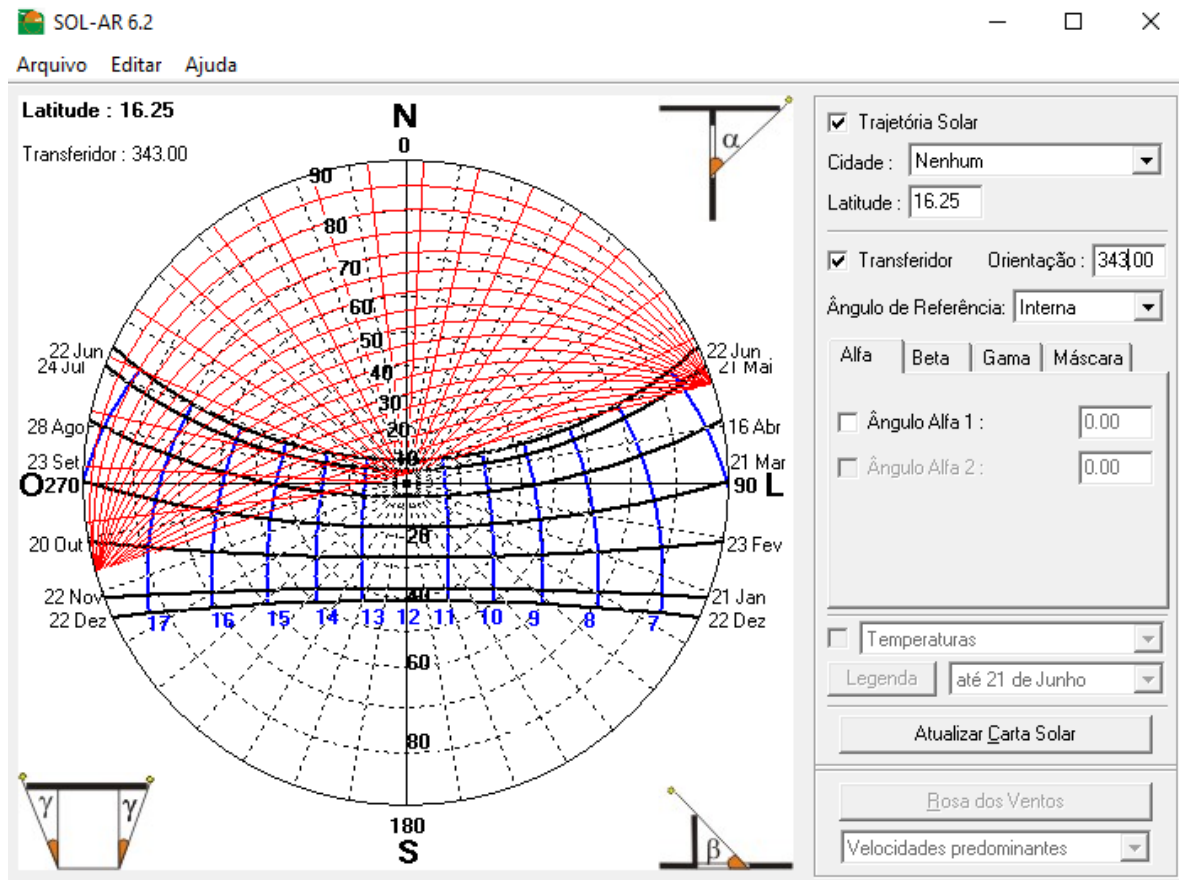 SOL-AR 6.2
Arquivo Editar Ajuda
Latitude : 16.25
Transferidor : 343.00
N
0
α
90
80
70
60
50
40
30
20
10
22 Jun
24 Jul
28 Ago
23 Set
O 270
20 Out
22 Nov
22 Dez
22 Jun
21 Mai
16 Abr
21 Mar
90 L
23 Fev
21 Jan
22 Dez
20
40
17 16 15 14 13 12 11 10 9 8 7
60
80
180
S
γ γ
β
Trajetória Solar
Cidade : Nenhum
Latitude : 16.25
Transferidor Orientação : 343.00
Ângulo de Referência: Interna
Alfa Beta Gama Máscara
Ângulo Alfa 1 : 0.00
Ângulo Alfa 2 : 0.00
Temperaturas
Legenda até 21 de Junho
Atualizar Carta Solar
Rosa dos Ventos
Velocidades predominantes